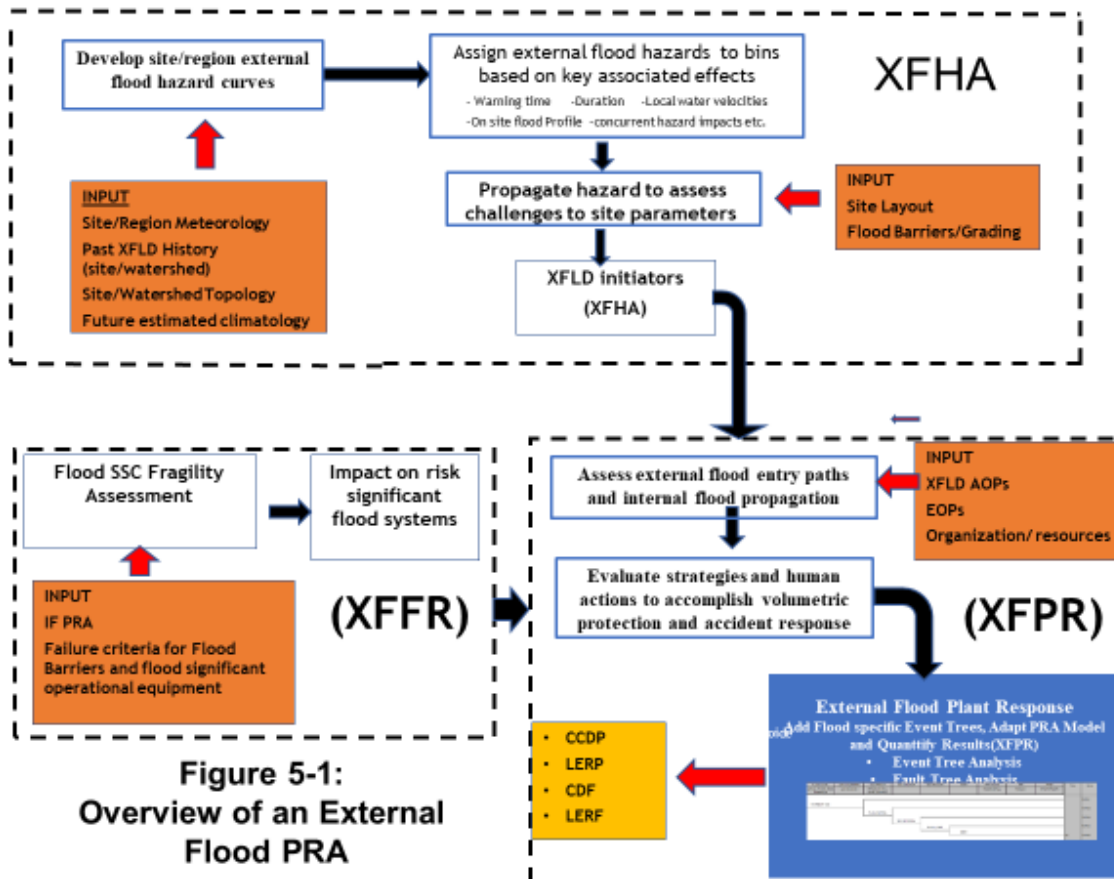 Develop site/region external
flood hazard curves
Assign external flood hazards to bins
based on key associated effects
- Warning time -Duration -Local water velocities
-On site flood Profile -concurrent hazard impacts etc.
XFHA
INPUT
Site/Region Meteorology
Past XFLD History
(site/watershed)
Site/Watershed Topology
Future estimated climatology
Propagate hazard to assess
challenges to site parameters
INPUT
Site Layout
Flood Barriers/Grading
XFLD initiators
(XFHA)
Flood SSC Fragility
Assessment
Impact on risk
significant
flood systems
INPUT
IF PRA
Failure criteria for Flood
Barriers and flood significant
operational equipment
(XFFR)
Assess external flood entry paths
and internal flood propagation
INPUT
XFLD AOPs
EOPs
Organization/ resources
Evaluate strategies and human
actions to accomplish volumetric
protection and accident response
(XFPR)
External Flood Plant Response
Add Flood specific Event Trees, Adapt PRA Model
and Quanttify Results(XFPR)
• Event Tree Analysis
• Fault Tree Analysis
• CCDP
• LERP
• CDF
• LERF
Figure 5-1:
Overview of an External
Flood PRA